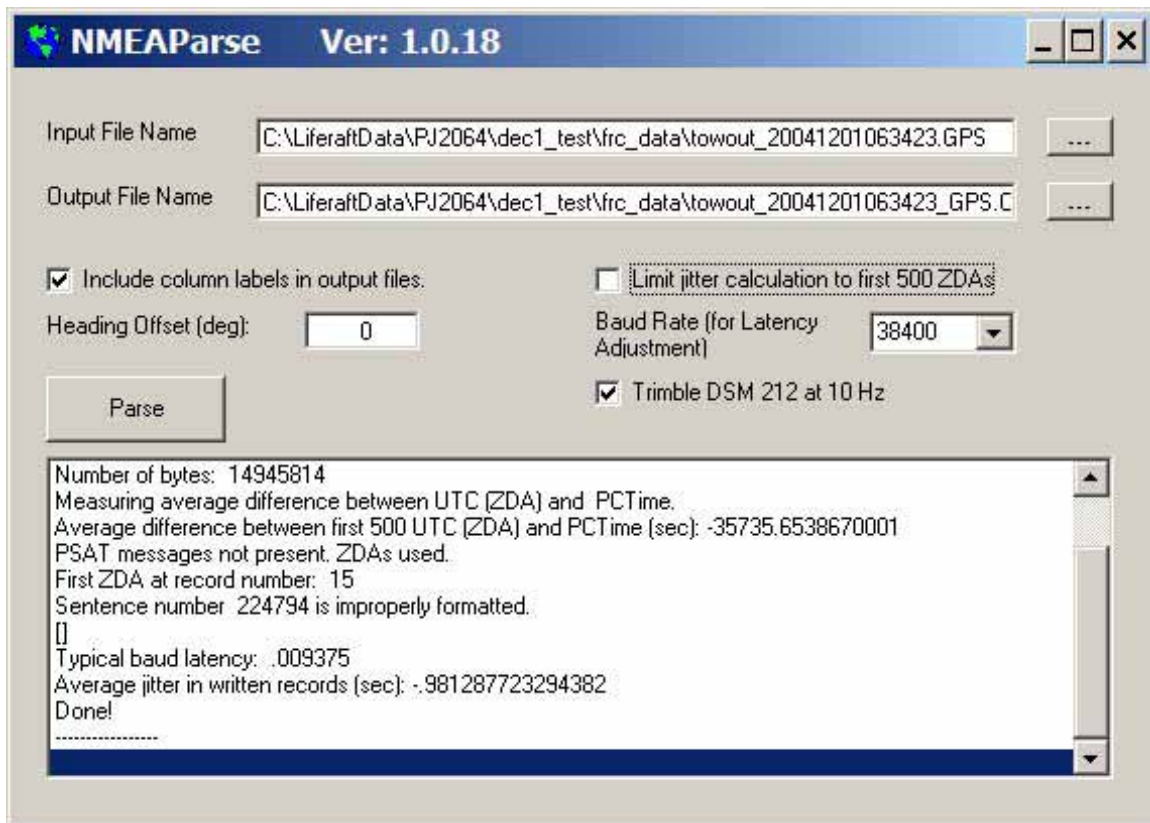 NMEAParse Ver: 1.0.18
Input File Name
C:\LiferaftData\PJ2064\dec1_test\frc_data\towout_20041201063423.GPS
...
Output File Name
C:\LiferaftData\PJ2064\dec1_test\frc_data\towout_20041201063423_GPS.C
...
Include column labels in output files.
Limit jitter calculation to first 500 ZDAs
Heading Offset (deg):
0
Baud Rate (for Latency
Adjustment)
38400
Parse
Trimble DSM 212 at 10 Hz
Number of bytes: 14945814
Measuring average difference between UTC (ZDA) and PCTime.
Average difference between first 500 UTC (ZDA) and PCTime (sec): -35735.6538670001
PSAT messages not present. ZDAs used.
First ZDA at record number: 15
Sentence number 224794 is improperly formatted.
[]
Typical baud latency: .009375
Average jitter in written records (sec): -.981287723294382
Done!
----------------